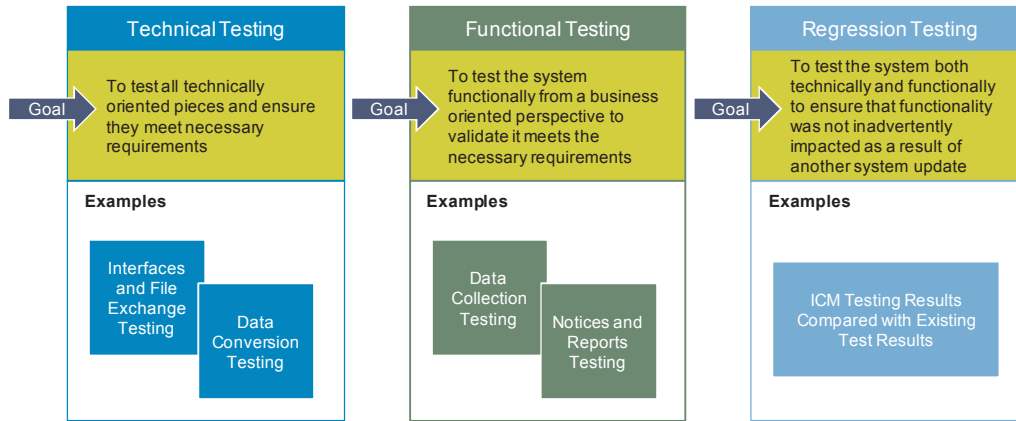 Technical Testing
Goal
To test all technically
oriented pieces and ensure
they meet necessary
requirements
Examples
Interfaces
and File
Exchange
Testing
Data
Conversion
Testing
Functional Testing
Goal
To test the system
functionally from a business
oriented perspective to
validate it meets the
necessary requirements
Examples
Data
Collection
Testing
Notices and
Reports
Testing
Regression Testing
Goal
To test the system both
technically and functionally
to ensure that functionality
was not inadvertently
impacted as a result of
another system update
Examples
ICM Testing Results
Compared with Existing
Test Results